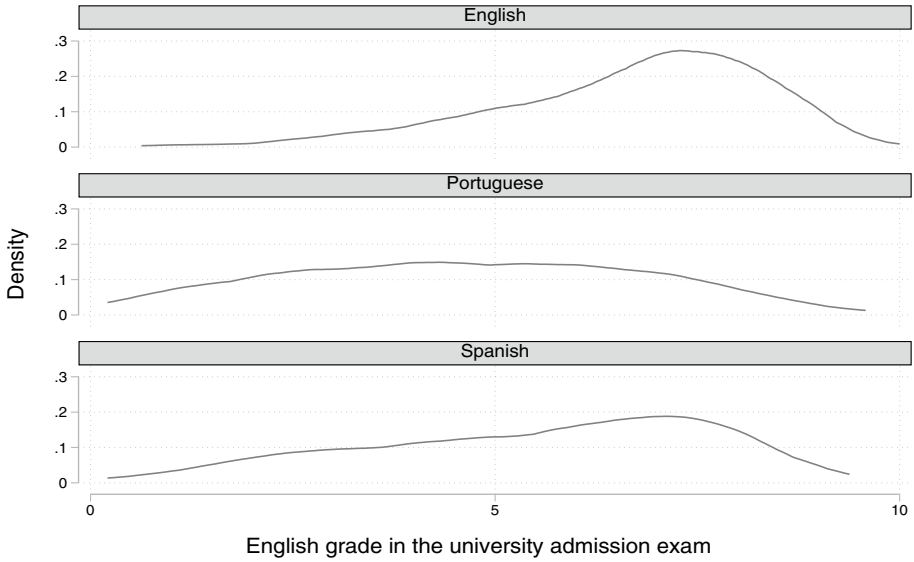 English
.3
.2
.1
0
Portuguese
.3
.2
.1
0
Spanish
.3
.2
.1
0
Density
0 5 10
English grade in the university admission exam